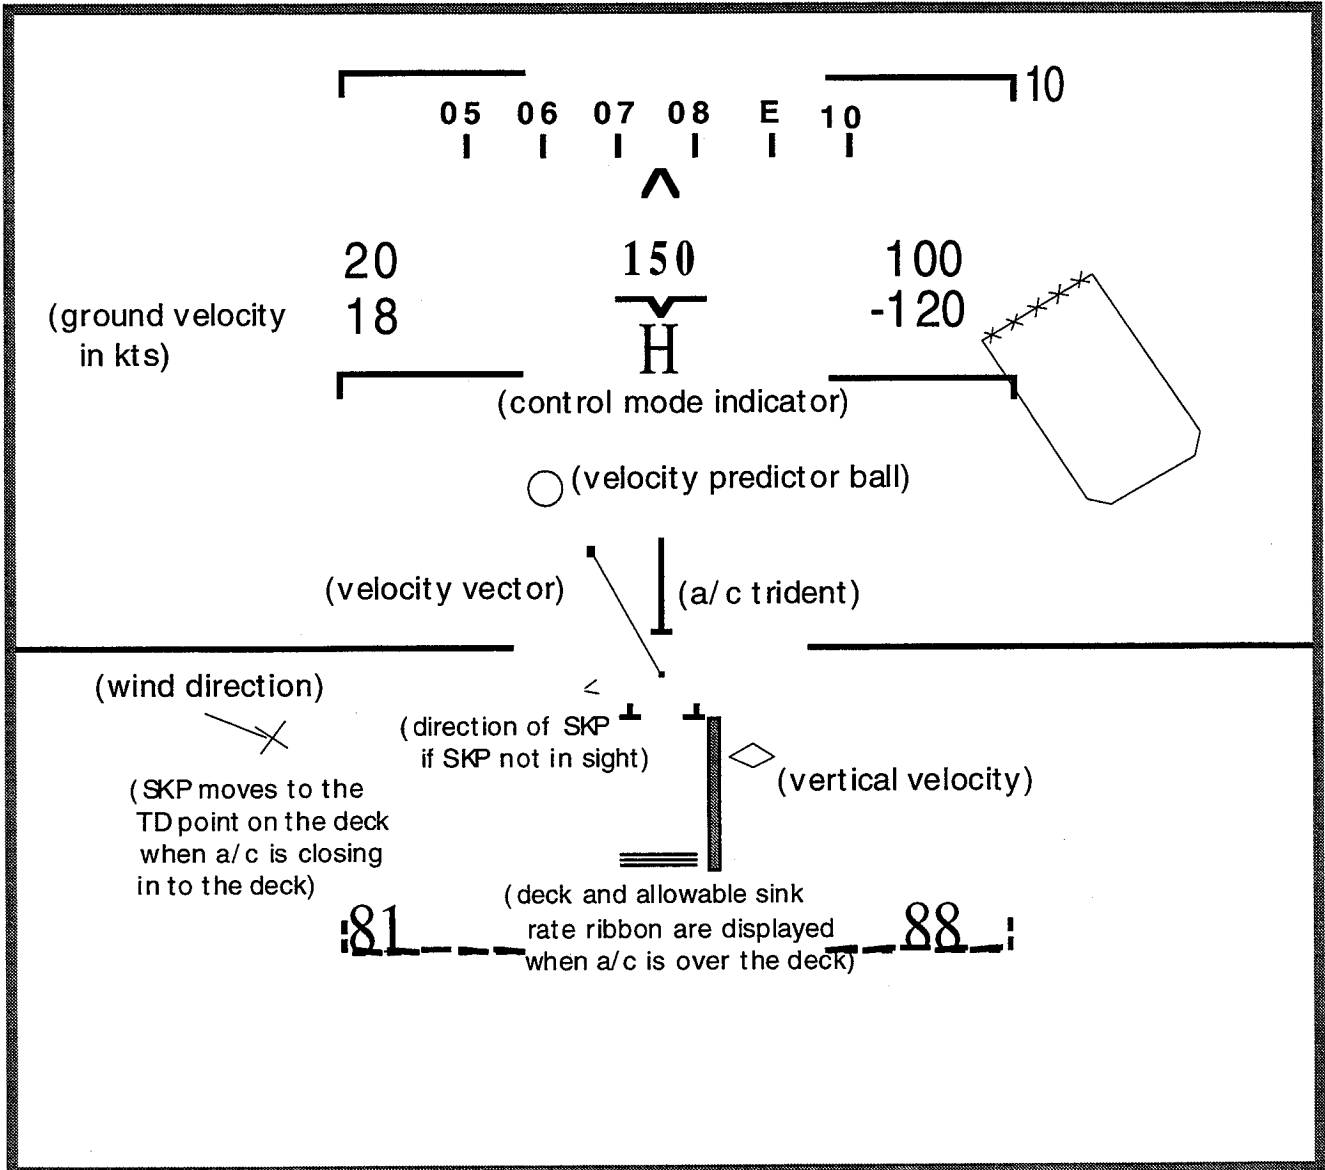 10
05 06 07 08 E 10
20 150 100
(ground velocity
in kts)
18 H -120
(control mode indicator)
(velocity predictor ball)
(velocity vector)
(a/c trident)
(wind direction)
(direction of SKP
if SKP not in sight)
(vertical velocity)
(SKP moves to the
TD point on the deck
when a/c is closing
in to the deck)
(deck and allowable sink
rate ribbon are displayed
when a/c is over the deck)
81 88